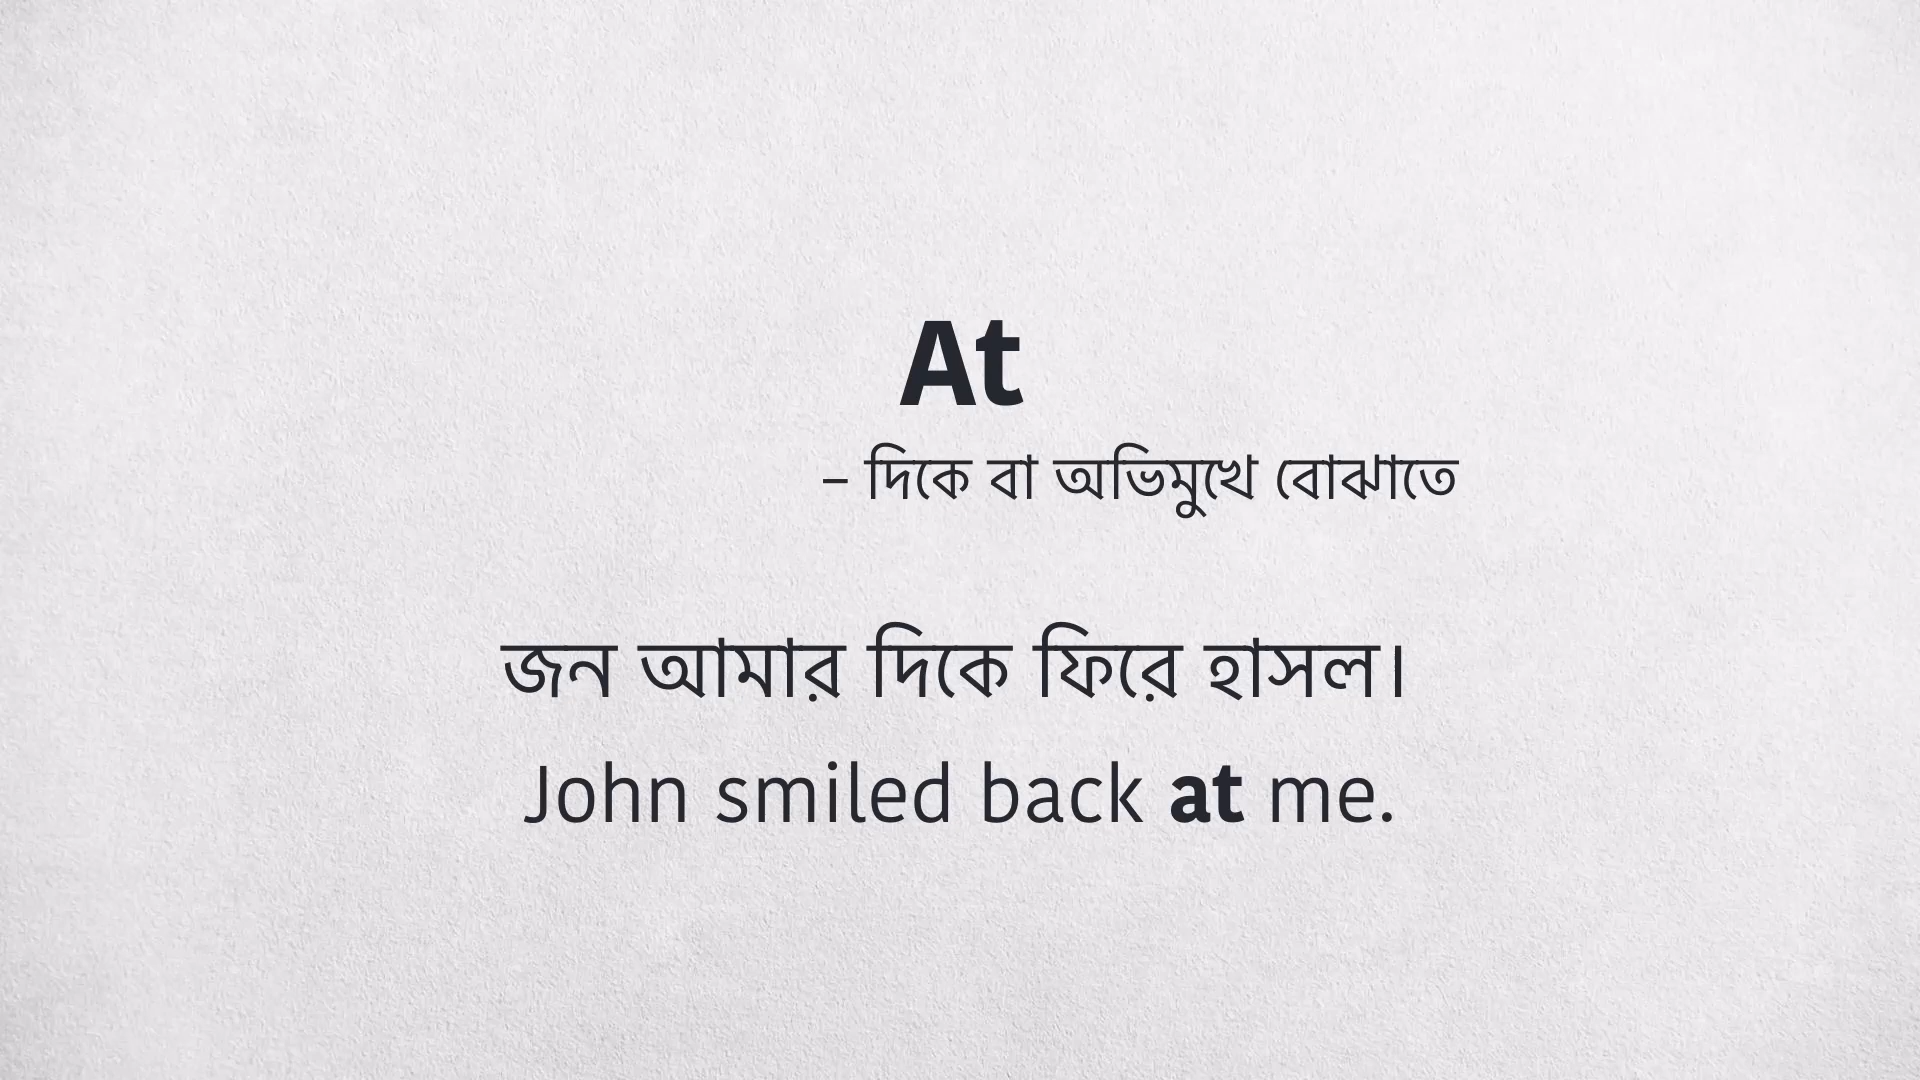 At
– দিকে বা অভিমুখে বোঝাতে
জন আমার দিকে ফিরে হাসল।
John smiled back at me.